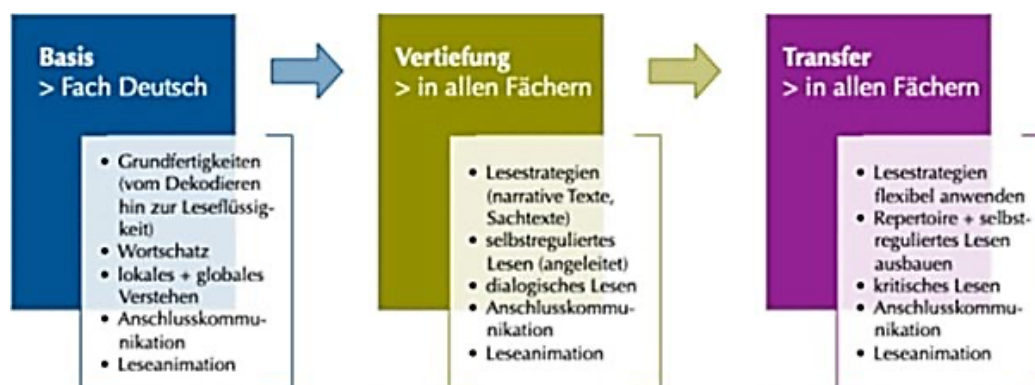 Basis
> Fach Deutsch
• Grundfertigkeiten
(vom Dekodieren
hin zur Leseflüssig-
keit)
• Wortschatz
• lokales + globales
Verstehen
• Anschlusskommu-
nikation
• Leseanimation
Vertiefung
> in allen Fächern
• Lesestrategien
(narrative Texte,
Sachtexte)
• selbstreguliertes
Lesen (angeleitet)
• dialogisches Lesen
• Anschlusskommu-
nikation
• Leseanimation
Transfer
> in allen Fächern
• Lesestrategien
flexibel anwenden
• Repertoire + selbst-
reguliertes Lesen
ausbauen
• kritisches Lesen
• Anschlusskommu-
nikation
• Leseanimation